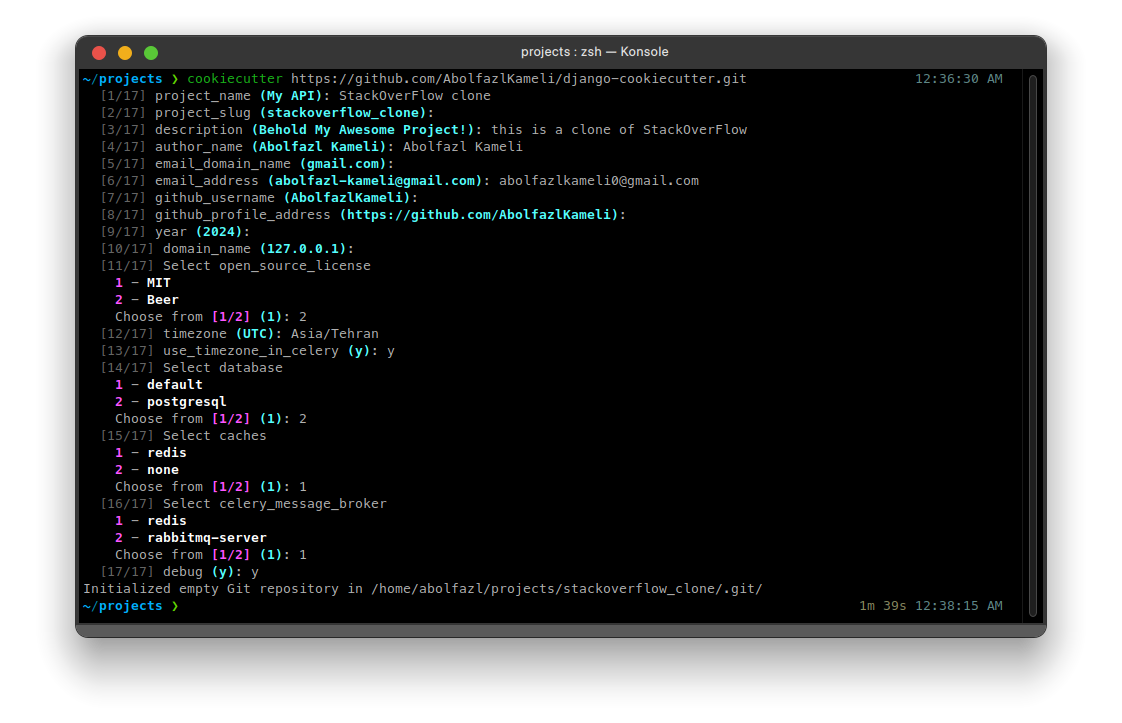 projects : zsh — Konsole
~/projects ❯ cookiecutter https://github.com/AbolfazlKameli/django-cookiecutter.git 12:36:30 AM
[1/17] project_name (My API): StackOverFlow clone
[2/17] project_slug (stackoverflow_clone):
[3/17] description (Behold My Awesome Project!): this is a clone of StackOverFlow
[4/17] author_name (Abolfazl Kameli): Abolfazl Kameli
[5/17] email_domain_name (gmail.com):
[6/17] email_address (abolfazl-kameli@gmail.com): abolfazlkameli0@gmail.com
[7/17] github_username (AbolfazlKameli):
[8/17] github_profile_address (https://github.com/AbolfazlKameli):
[9/17] year (2024):
[10/17] domain_name (127.0.0.1):
[11/17] Select open_source_license
1 - MIT
2 - Beer
Choose from [1/2] (1): 2
[12/17] timezone (UTC): Asia/Tehran
[13/17] use_timezone_in_celery (y): y
[14/17] Select database
1 - default
2 - postgresql
Choose from [1/2] (1): 2
[15/17] Select caches
1 - redis
2 - none
Choose from [1/2] (1): 1
[16/17] Select celery_message_broker
1 - redis
2 - rabbitmq-server
Choose from [1/2] (1): 1
[17/17] debug (y): y
Initialized empty Git repository in /home/abolfazl/projects/stackoverflow_clone/.git/
~/projects ❯ 1m 39s 12:38:15 AM